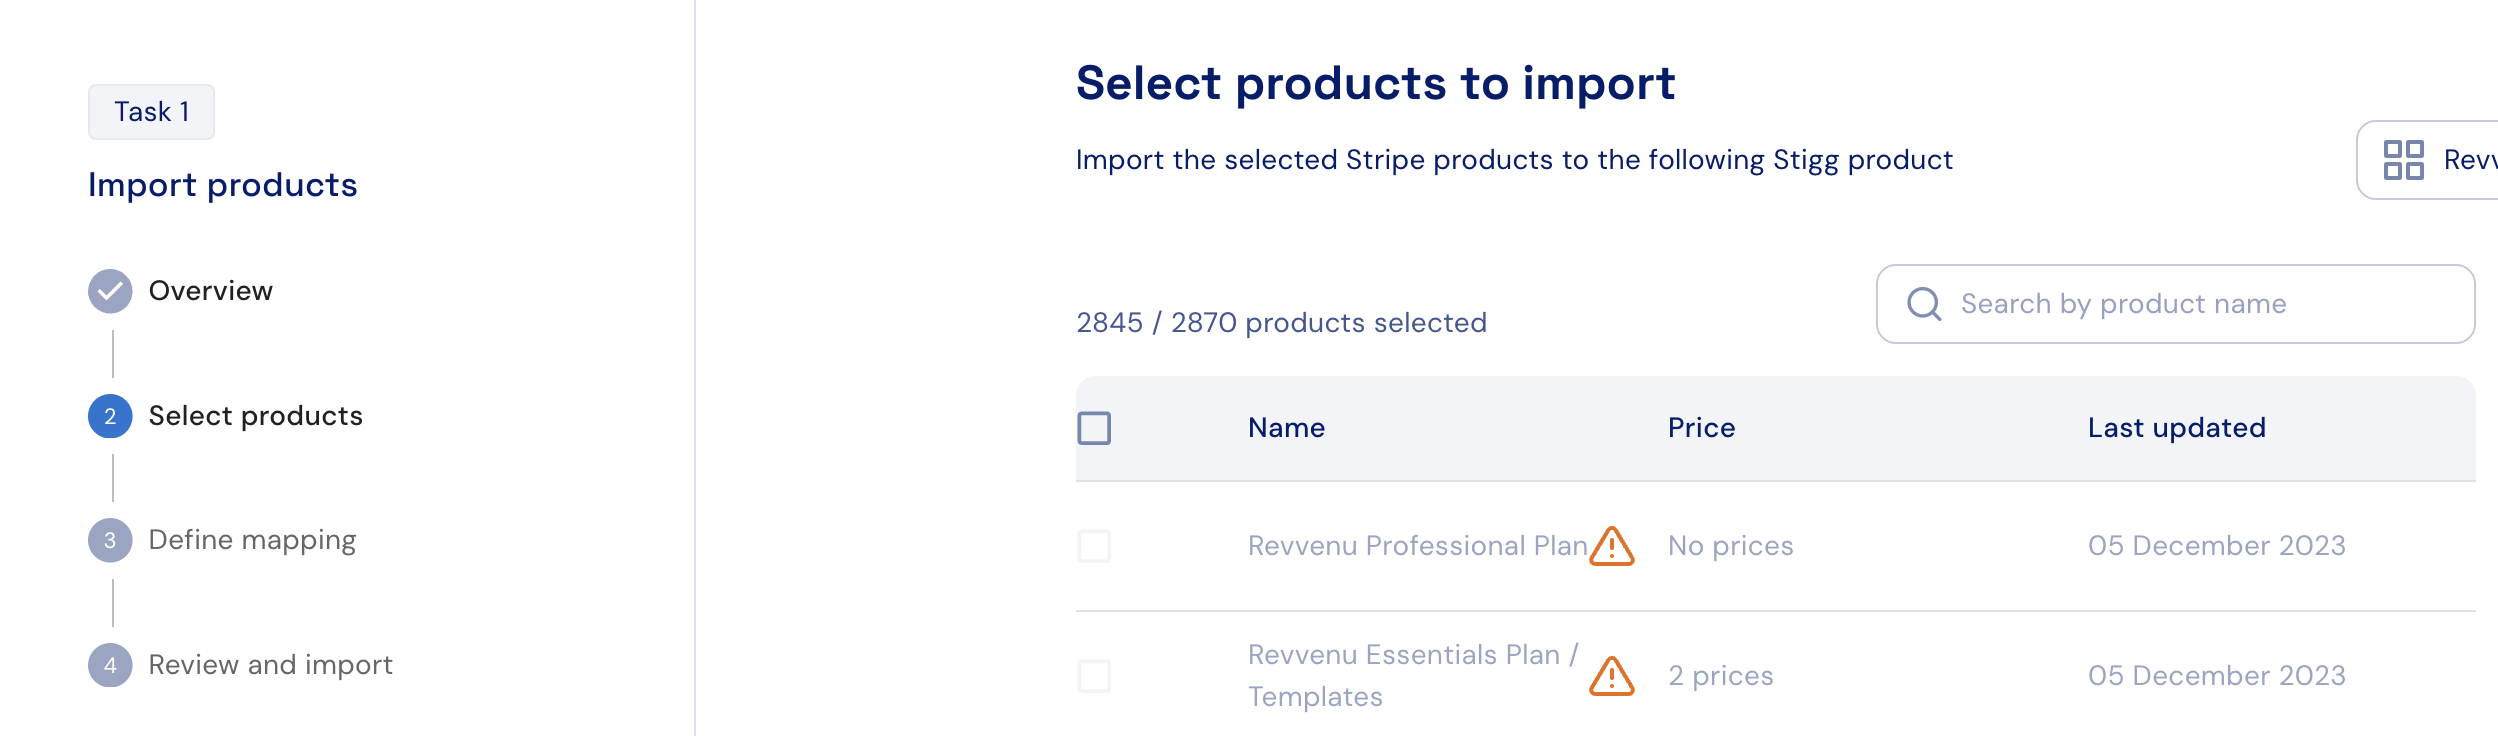 Task 1
Import products
Overview
2
Select products
3
Define mapping
4
Review and import
Select products to import
Import the selected Stripe products to the following Stigg product
2845 / 2870 products selected
Search by product name
Name Price Last updated
Revvenu Professional Plan No prices 05 December 2023
Revvenu Essentials Plan /
Templates
2 prices 05 December 2023